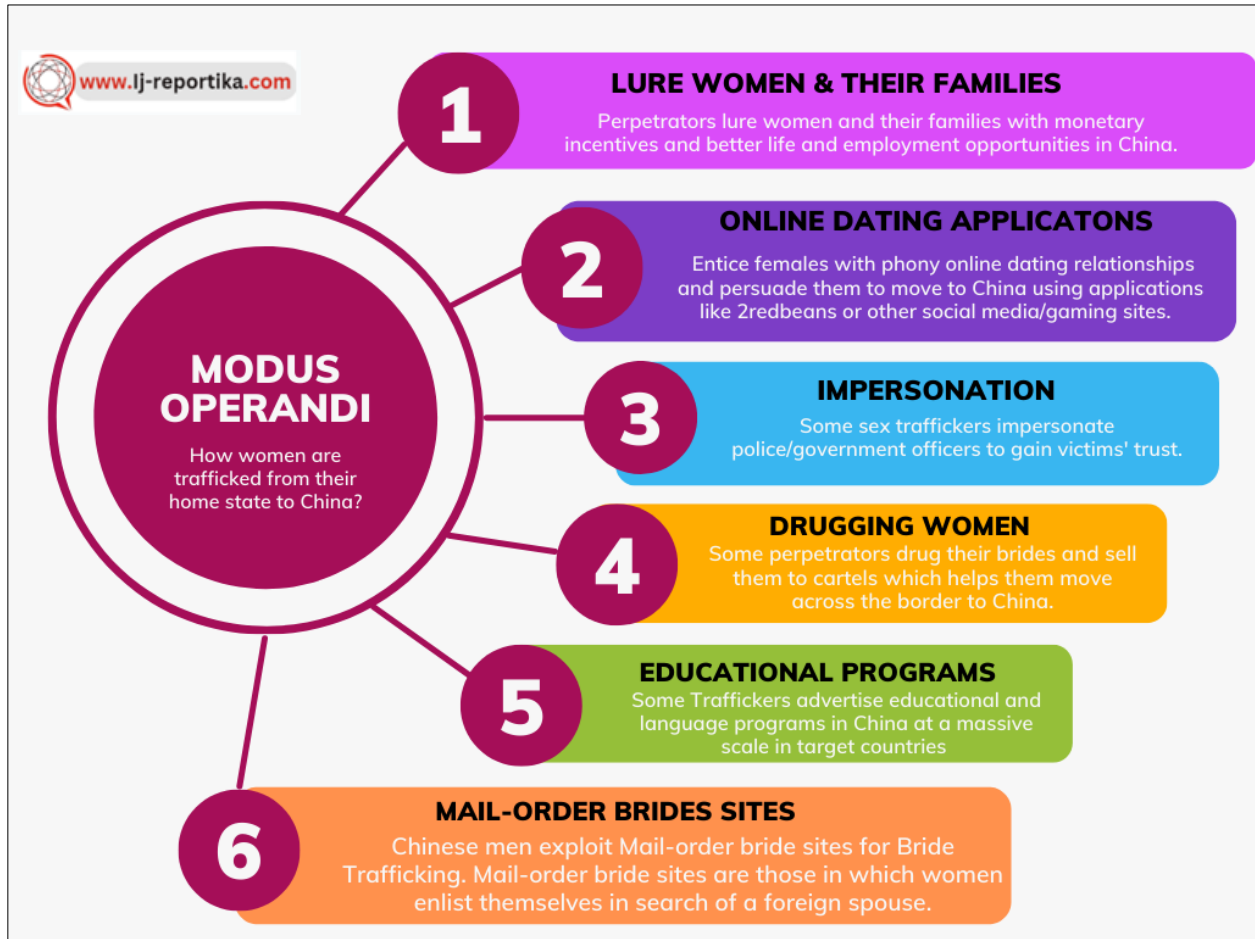 www.lj-reportika.com
1
LURE WOMEN & THEIR FAMILIES
Perpetrators lure women and their families with monetary
incentives and better life and employment opportunities in China.
2
ONLINE DATING APPLICATONS
Entice females with phony online dating relationships
and persuade them to move to China using applications
like 2redbeans or other social media/gaming sites.
MODUS
OPERANDI
How women are
trafficked from their
home state to China?
3
IMPERSONATION
Some sex traffickers impersonate
police/government officers to gain victims' trust.
4
DRUGGING WOMEN
Some perpetrators drug their brides and sell
them to cartels which helps them move
across the border to China.
5
EDUCATIONAL PROGRAMS
Some Traffickers advertise educational and
language programs in China at a massive
scale in target countries
6
MAIL-ORDER BRIDES SITES
Chinese men exploit Mail-order bride sites for Bride
Trafficking. Mail-order bride sites are those in which women
enlist themselves in search of a foreign spouse.